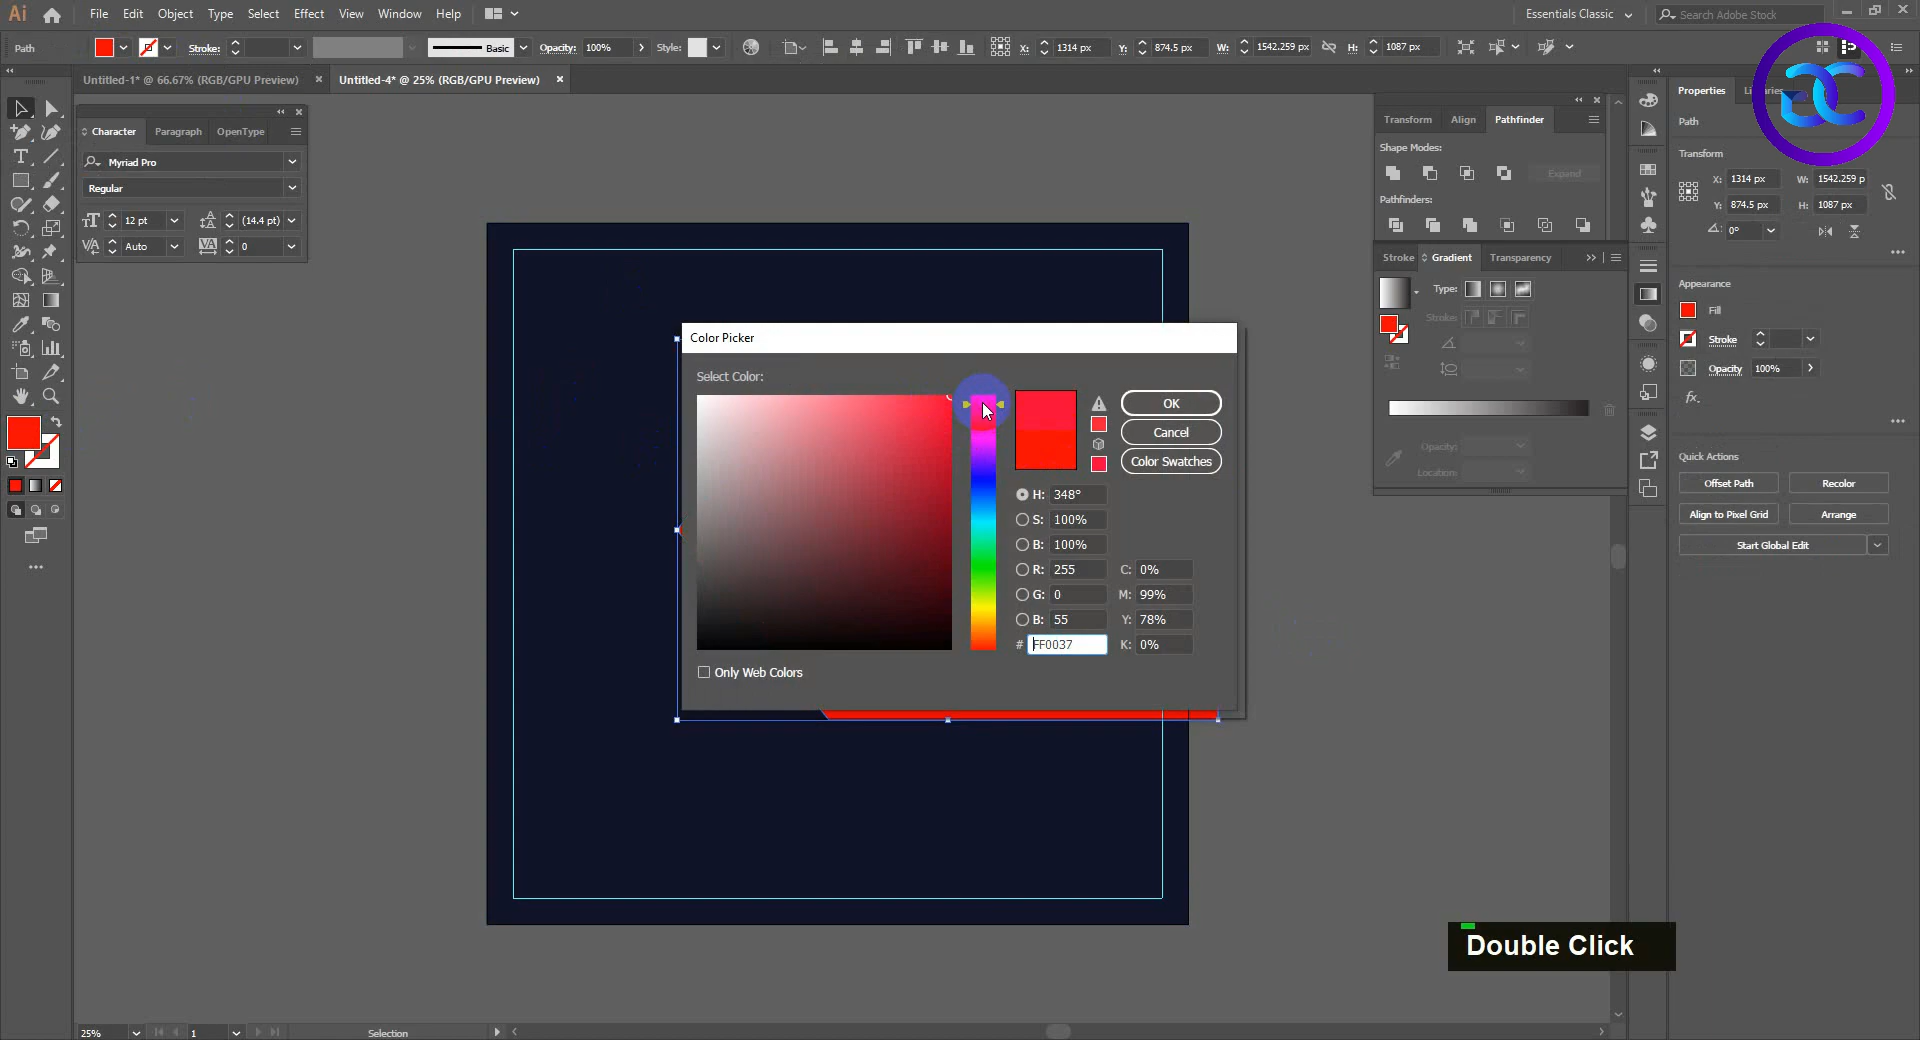 Ai File Edit Object Type Select Effect View Window Help Essentials Classic Search Adobe Stock
Path Stroke: Basic Opacity: 100% Style: X: 1314 px Y: 874.5 px W: 1542.259 px H: 1087 px
Untitled-1* @ 66.67% (RGB/GPU Preview) × Untitled-4* @ 25% (RGB/GPU Preview) ×
Properties
Character Paragraph OpenType
Myriad Pro
Regular
12 pt (14.4 pt)
Auto 0
Transform Align Pathfinder
Shape Modes:
Expand
Pathfinders:
Stroke Gradient Transparency
Type:
Stroke:
Opacity:
Location:
Path
Transform
X: 1314 px W: 1542.259 p
Y: 874.5 px H: 1087 px
0°
Appearance
Fill
Stroke
Opacity 100%
fx.
Quick Actions
Offset Path Recolor
Align to Pixel Grid Arrange
Start Global Edit
Color Picker
Select Color:
OK
Cancel
Color Swatches
H: 348°
S: 100%
B: 100%
R: 255 C: 0%
G: 0 M: 99%
B: 55 Y: 78%
# FF0037 K: 0%
Only Web Colors
Double Click
25% 1 Selection